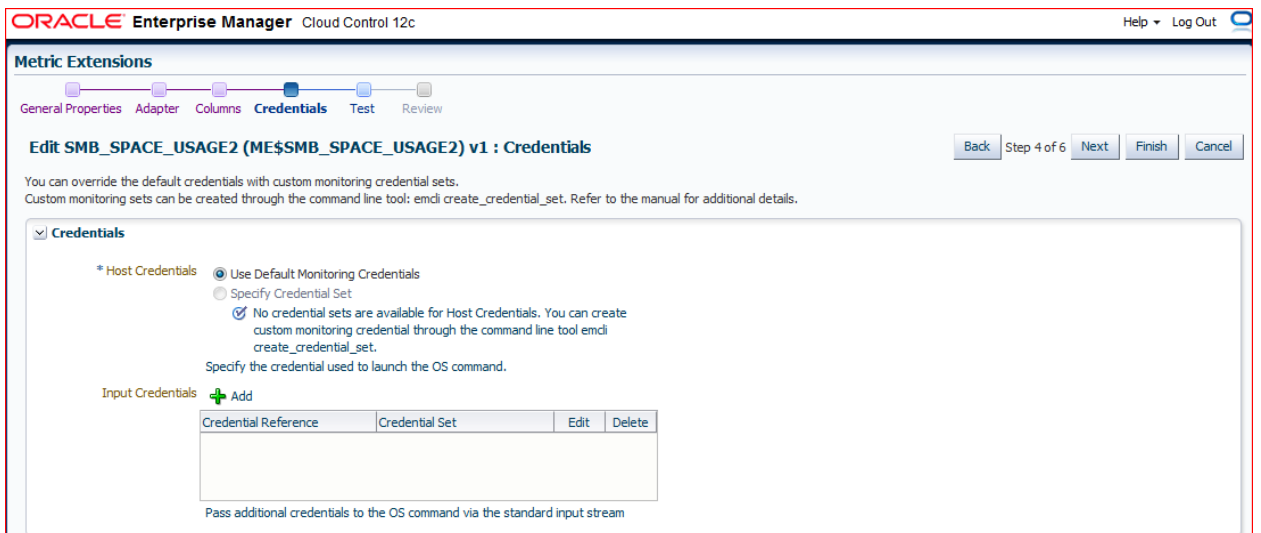 ORACLE Enterprise Manager Cloud Control 12c
Help Log Out
Metric Extensions
General Properties Adapter Columns Credentials Test Review
Edit SMB_SPACE_USAGE2 (ME$SMB_SPACE_USAGE2) v1 : Credentials
Back Step 4 of 6 Next Finish Cancel
You can override the default credentials with custom monitoring credential sets.
Custom monitoring sets can be created through the command line tool: emcli create_credential_set. Refer to the manual for additional details.
Credentials
* Host Credentials Use Default Monitoring Credentials
Specify Credential Set
No credential sets are available for Host Credentials. You can create
custom monitoring credential through the command line tool emcli
create_credential_set.
Specify the credential used to launch the OS command.
Input Credentials Add
Credential Reference Credential Set Edit Delete
Pass additional credentials to the OS command via the standard input stream